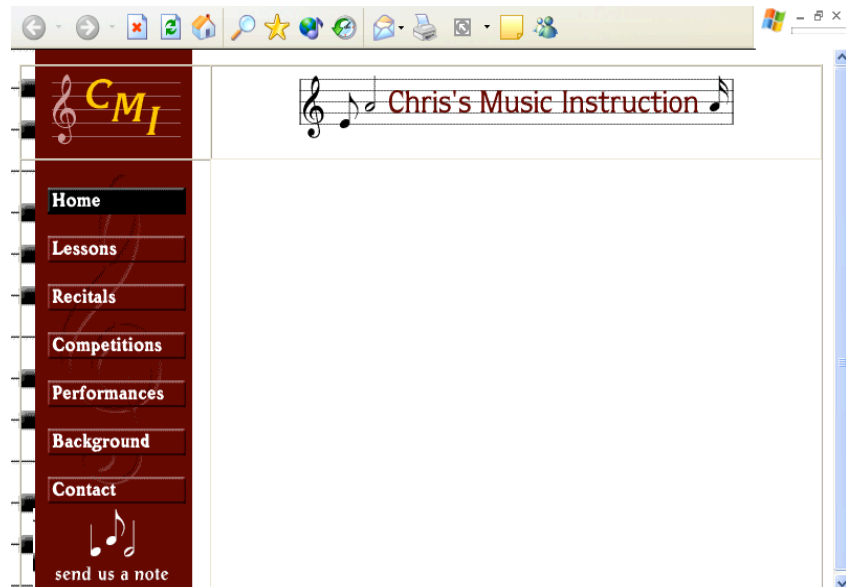 CMI
Chris's Music Instruction
Home
Lessons
Recitals
Competitions
Performances
Background
Contact
send us a note